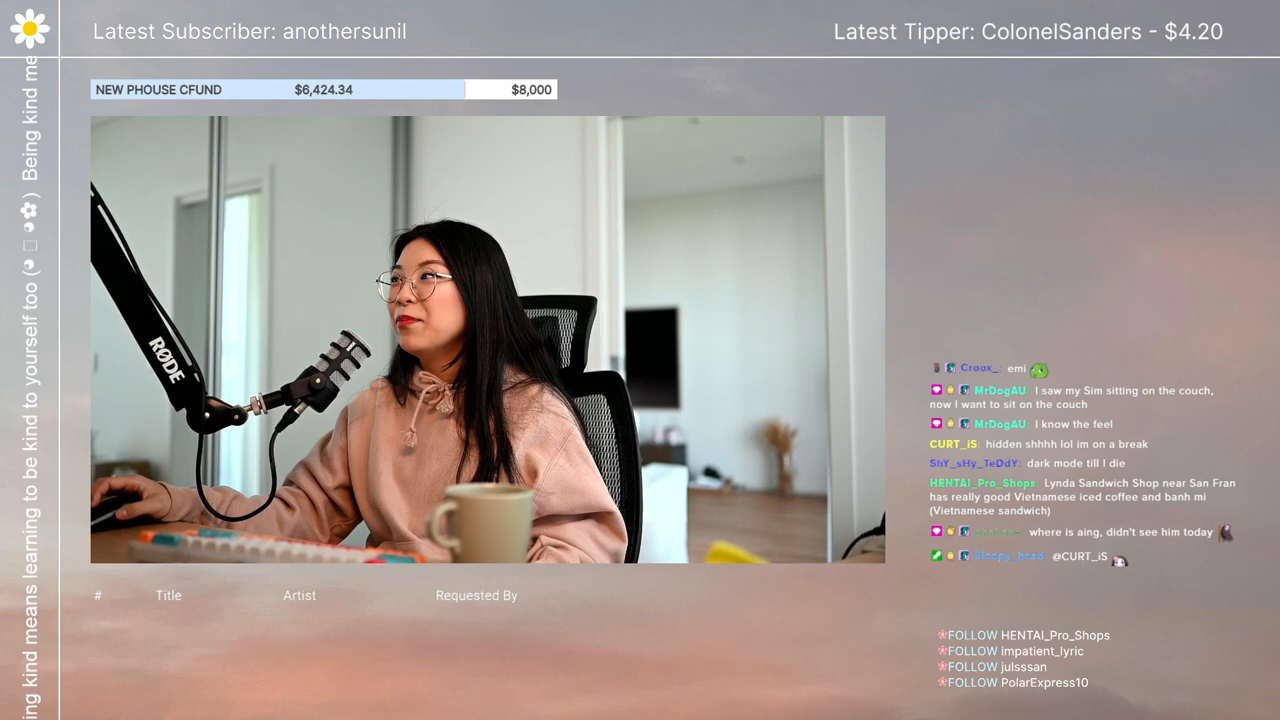 Latest Subscriber: anothersunil
Latest Tipper: ColonelSanders - $4.20
NEW PHOUSE CFUND $6,424.34 $8,000
ing kind means learning to be kind to yourself too Being kind me
RØDE
Croox_: emi
MrDogAU: I saw my Sim sitting on the couch,
now I want to sit on the couch
MrDogAU: I know the feel
CURT_iS: hidden shhhh lol im on a break
ShY_sHy_TeDdY: dark mode till I die
HENTAI_Pro_Shops: Lynda Sandwich Shop near San Fran
has really good Vietnamese iced coffee and banh mi
(Vietnamese sandwich)
where is aing, didn't see him today
Sleepy_head: @CURT_iS
# Title Artist Requested By
FOLLOW HENTAI_Pro_Shops
FOLLOW impatient_lyric
FOLLOW julsssan
FOLLOW PolarExpress10